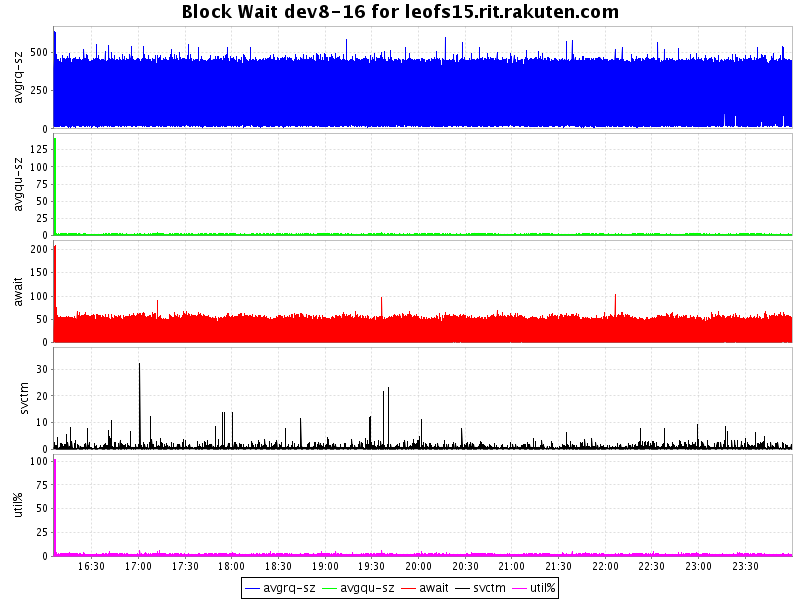 Block Wait dev8-16 for leofs15.rit.rakuten.com
avgrq-sz
500
250
0
avgqu-sz
125
100
75
50
25
0
await
200
150
100
50
0
svctm
30
20
10
0
util%
100
75
50
25
0
16:30 17:00 17:30 18:00 18:30 19:00 19:30 20:00 20:30 21:00 21:30 22:00 22:30 23:00 23:30
avgrq-sz avgqu-sz await svctm util%